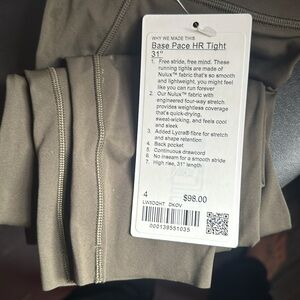 WHY WE MADE THIS
Base Pace HR Tight
31"
1. Free stride, free mind. These
running tights are made of
Nulux™ fabric that's so smooth
and lightweight, you might feel
like you can run forever
2. Our Nulux™ fabric with
engineered four-way stretch
provides weightless coverage
that's quick-drying,
sweat-wicking, and feels cool
and sleek
3. Added Lycra® fibre for stretch
and shape retention
4. Back pocket
5. Continuous drawcord
6. No inseam for a smooth stride
7. High rise, 31" length
4 $98.00
DKOV
000139551035